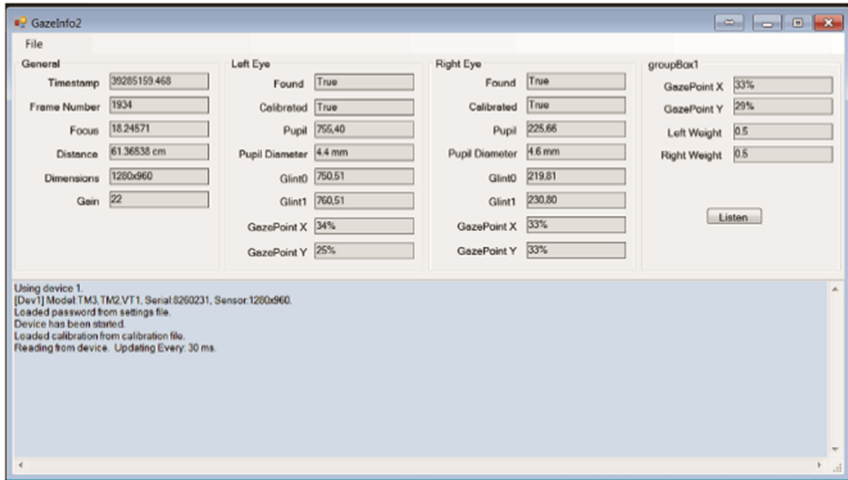 GazeInfo2
File
General
Timestamp 39285159.468
Frame Number 1934
Focus 18.24571
Distance 61.36538 cm
Dimensions 1280x960
Gain 22
Left Eye
Found True
Calibrated True
Pupil 755,40
Pupil Diameter 4.4 mm
Glint0 750,51
Glint1 760,51
GazePoint X 34%
GazePoint Y 25%
Right Eye
Found True
Calibrated True
Pupil 225,66
Pupil Diameter 4.6 mm
Glint0 219,81
Glint1 230,80
GazePoint X 33%
GazePoint Y 33%
groupBox1
GazePoint X 33%
GazePoint Y 29%
Left Weight 0.5
Right Weight 0.5
Listen
Using device 1.
[Dev1] Model:TM3,TM2,VT1, Serial:8260231, Sensor:1280x960.
Loaded password from settings file.
Device has been started.
Loaded calibration from calibration file.
Reading from device. Updating Every: 30 ms.